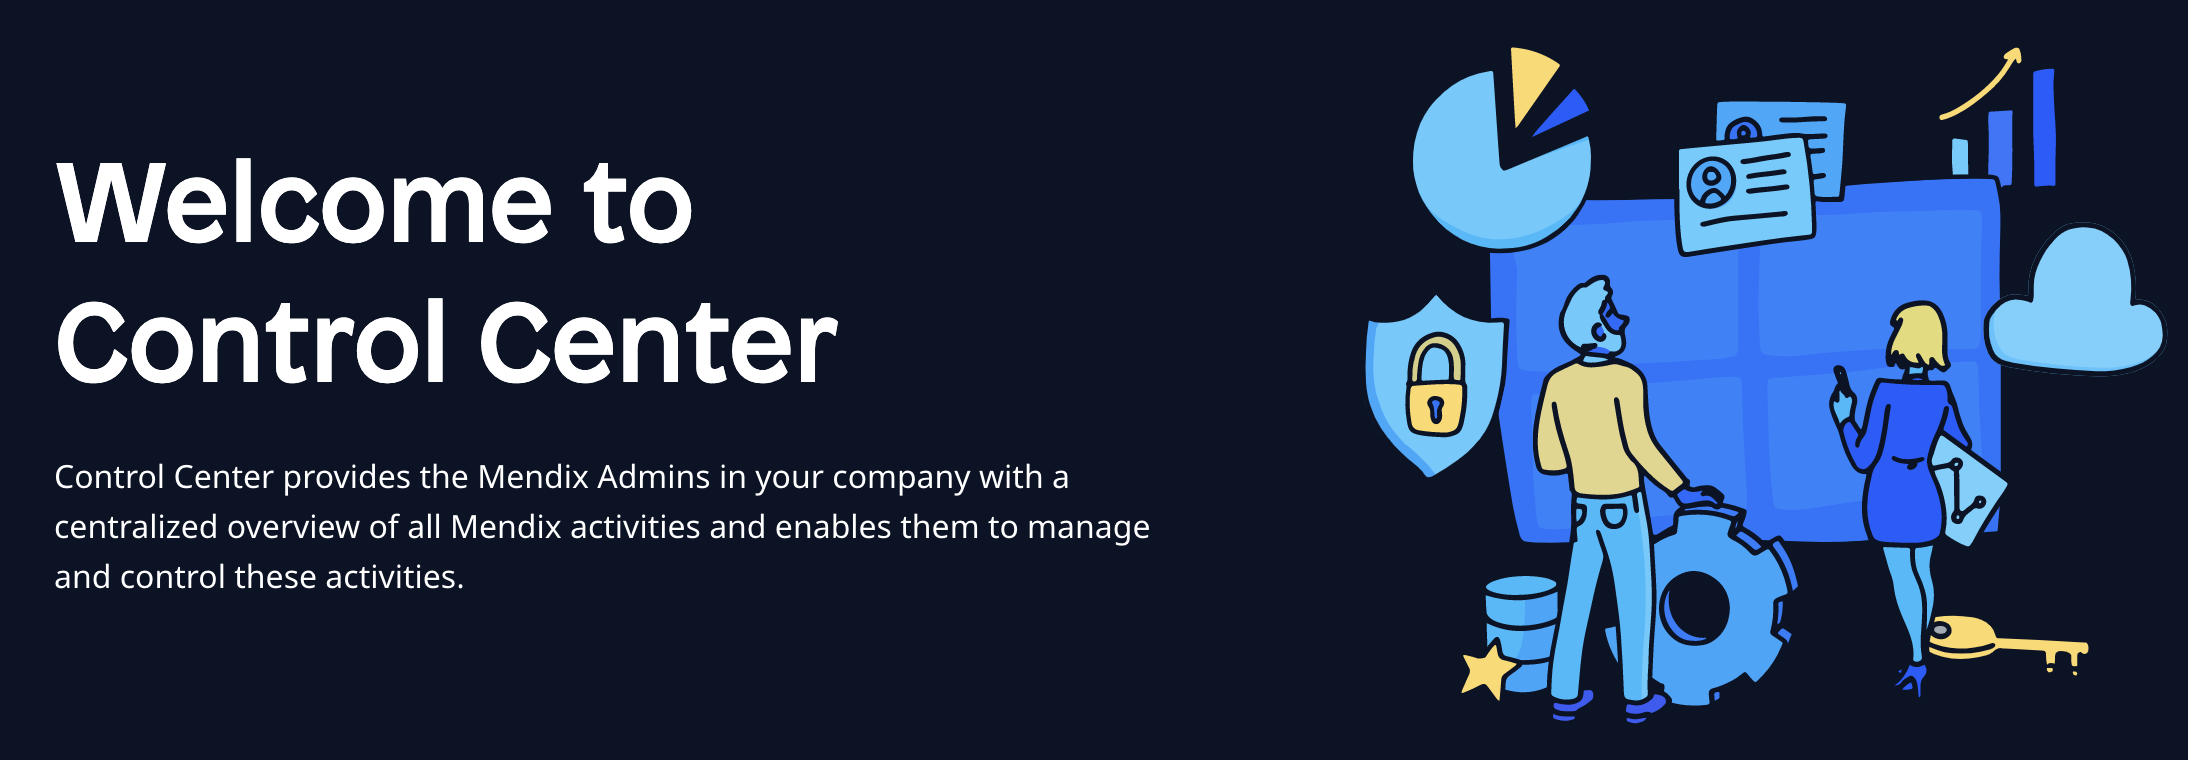 Welcome to
Control Center
Control Center provides the Mendix Admins in your company with a
centralized overview of all Mendix activities and enables them to manage
and control these activities.